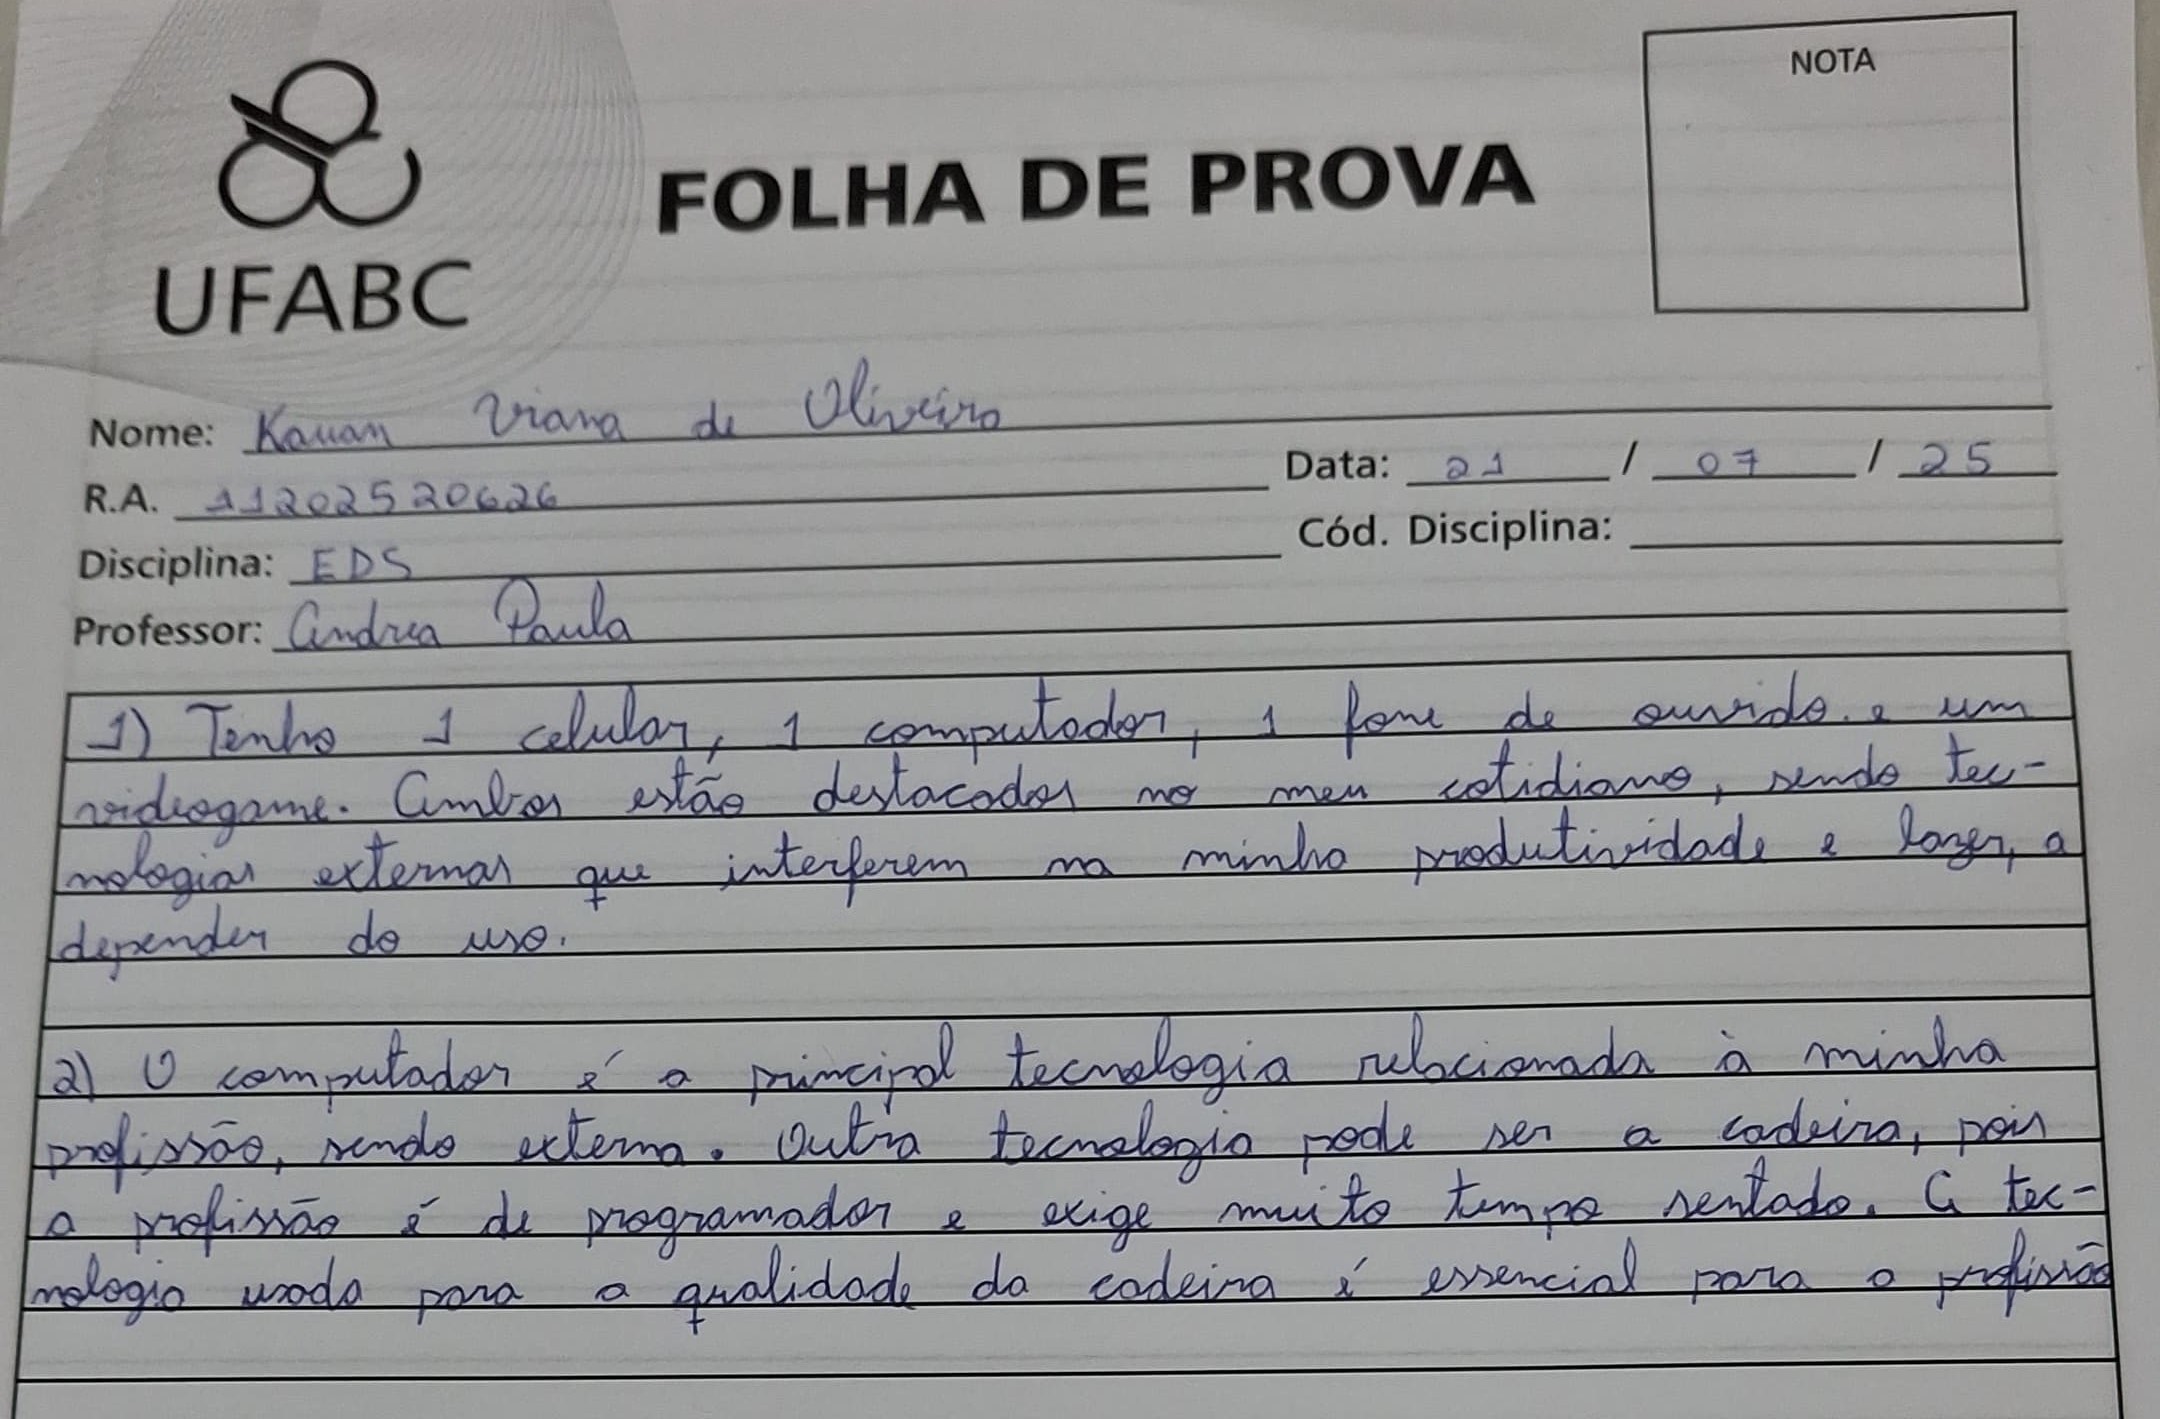 UFABC
FOLHA DE PROVA
NOTA
Nome: Kauan Viana de Oliveira
R.A. 11202520626
Data: 21 / 07 / 25
Disciplina: EDS
Cód. Disciplina:
Professor: Andrea Paula
1) Tenho 1 celular, 1 computador, 1 fone de ouvido e um
videogame. Ambos estão destacados no meu cotidiano, sendo tec-
nologias externas que interferem na minha produtividade e lazer, a
depender do uso.
2) O computador é a principal tecnologia relacionada à minha
profissão, sendo externa. Outra tecnologia pode ser a cadeira, pois
a profissão é de programador e exige muito tempo sentado. A tec-
nologia usada para a qualidade da cadeira é essencial para a profissão